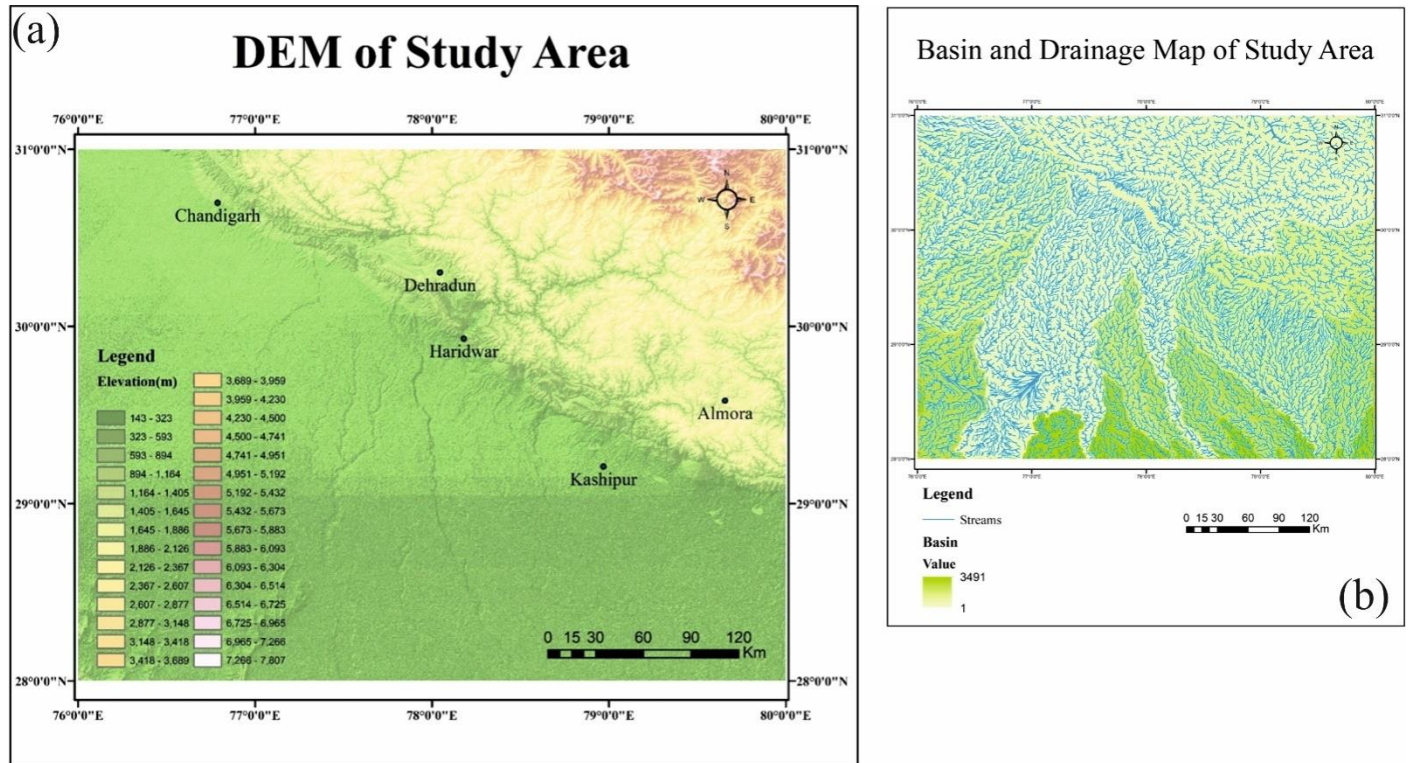 (a)
DEM of Study Area
76°0'0"E 77°0'0"E 78°0'0"E 79°0'0"E 80°0'0"E
31°0'0"N 31°0'0"N
N
W E
S
Chandigarh
Dehradun
30°0'0"N 30°0'0"N
Haridwar
Almora
Kashipur
29°0'0"N 29°0'0"N
28°0'0"N 28°0'0"N
Legend
Elevation(m)
143 - 323
323 - 593
593 - 894
894 - 1,164
1,164 - 1,405
1,405 - 1,645
1,645 - 1,886
1,886 - 2,126
2,126 - 2,367
2,367 - 2,607
2,607 - 2,877
2,877 - 3,148
3,148 - 3,418
3,418 - 3,689
3,689 - 3,959
3,959 - 4,230
4,230 - 4,500
4,500 - 4,741
4,741 - 4,951
4,951 - 5,192
5,192 - 5,432
5,432 - 5,673
5,673 - 5,883
5,883 - 6,093
6,093 - 6,304
6,304 - 6,514
6,514 - 6,725
6,725 - 6,965
6,965 - 7,266
7,266 - 7,807
0 15 30 60 90 120
Km
76°0'0"E 77°0'0"E 78°0'0"E 79°0'0"E 80°0'0"E
Basin and Drainage Map of Study Area
Legend
Streams
Basin
Value
3491
1
0 15 30 60 90 120
Km
(b)